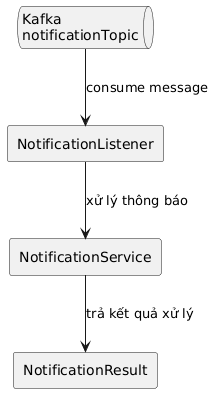 Kafka
notificationTopic
consume message
NotificationListener
xử lý thông báo
NotificationService
trả kết quả xử lý
NotificationResult